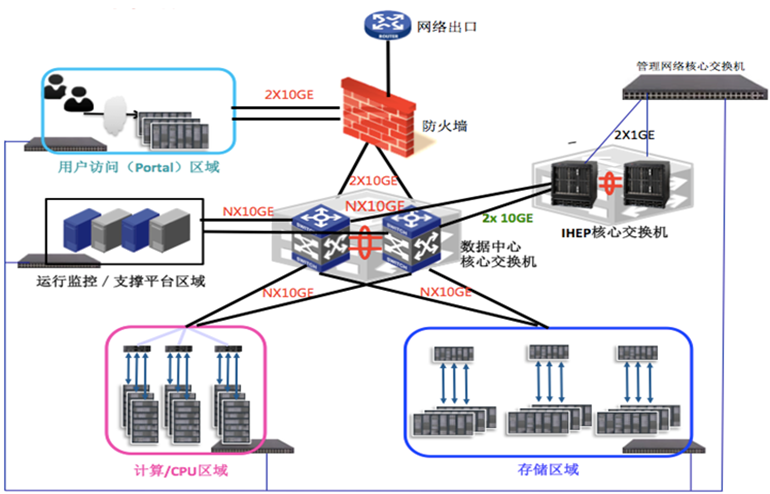 网络出口
管理网络核心交换机
2X10GE
防火墙
2X1GE
用户访问（Portal）区域
2X10GE
NX10GE
NX10GE
2x 10GE
IHEP核心交换机
数据中心
核心交换机
运行监控 / 支撑平台区域
NX10GE
NX10GE
计算/CPU区域
存储区域